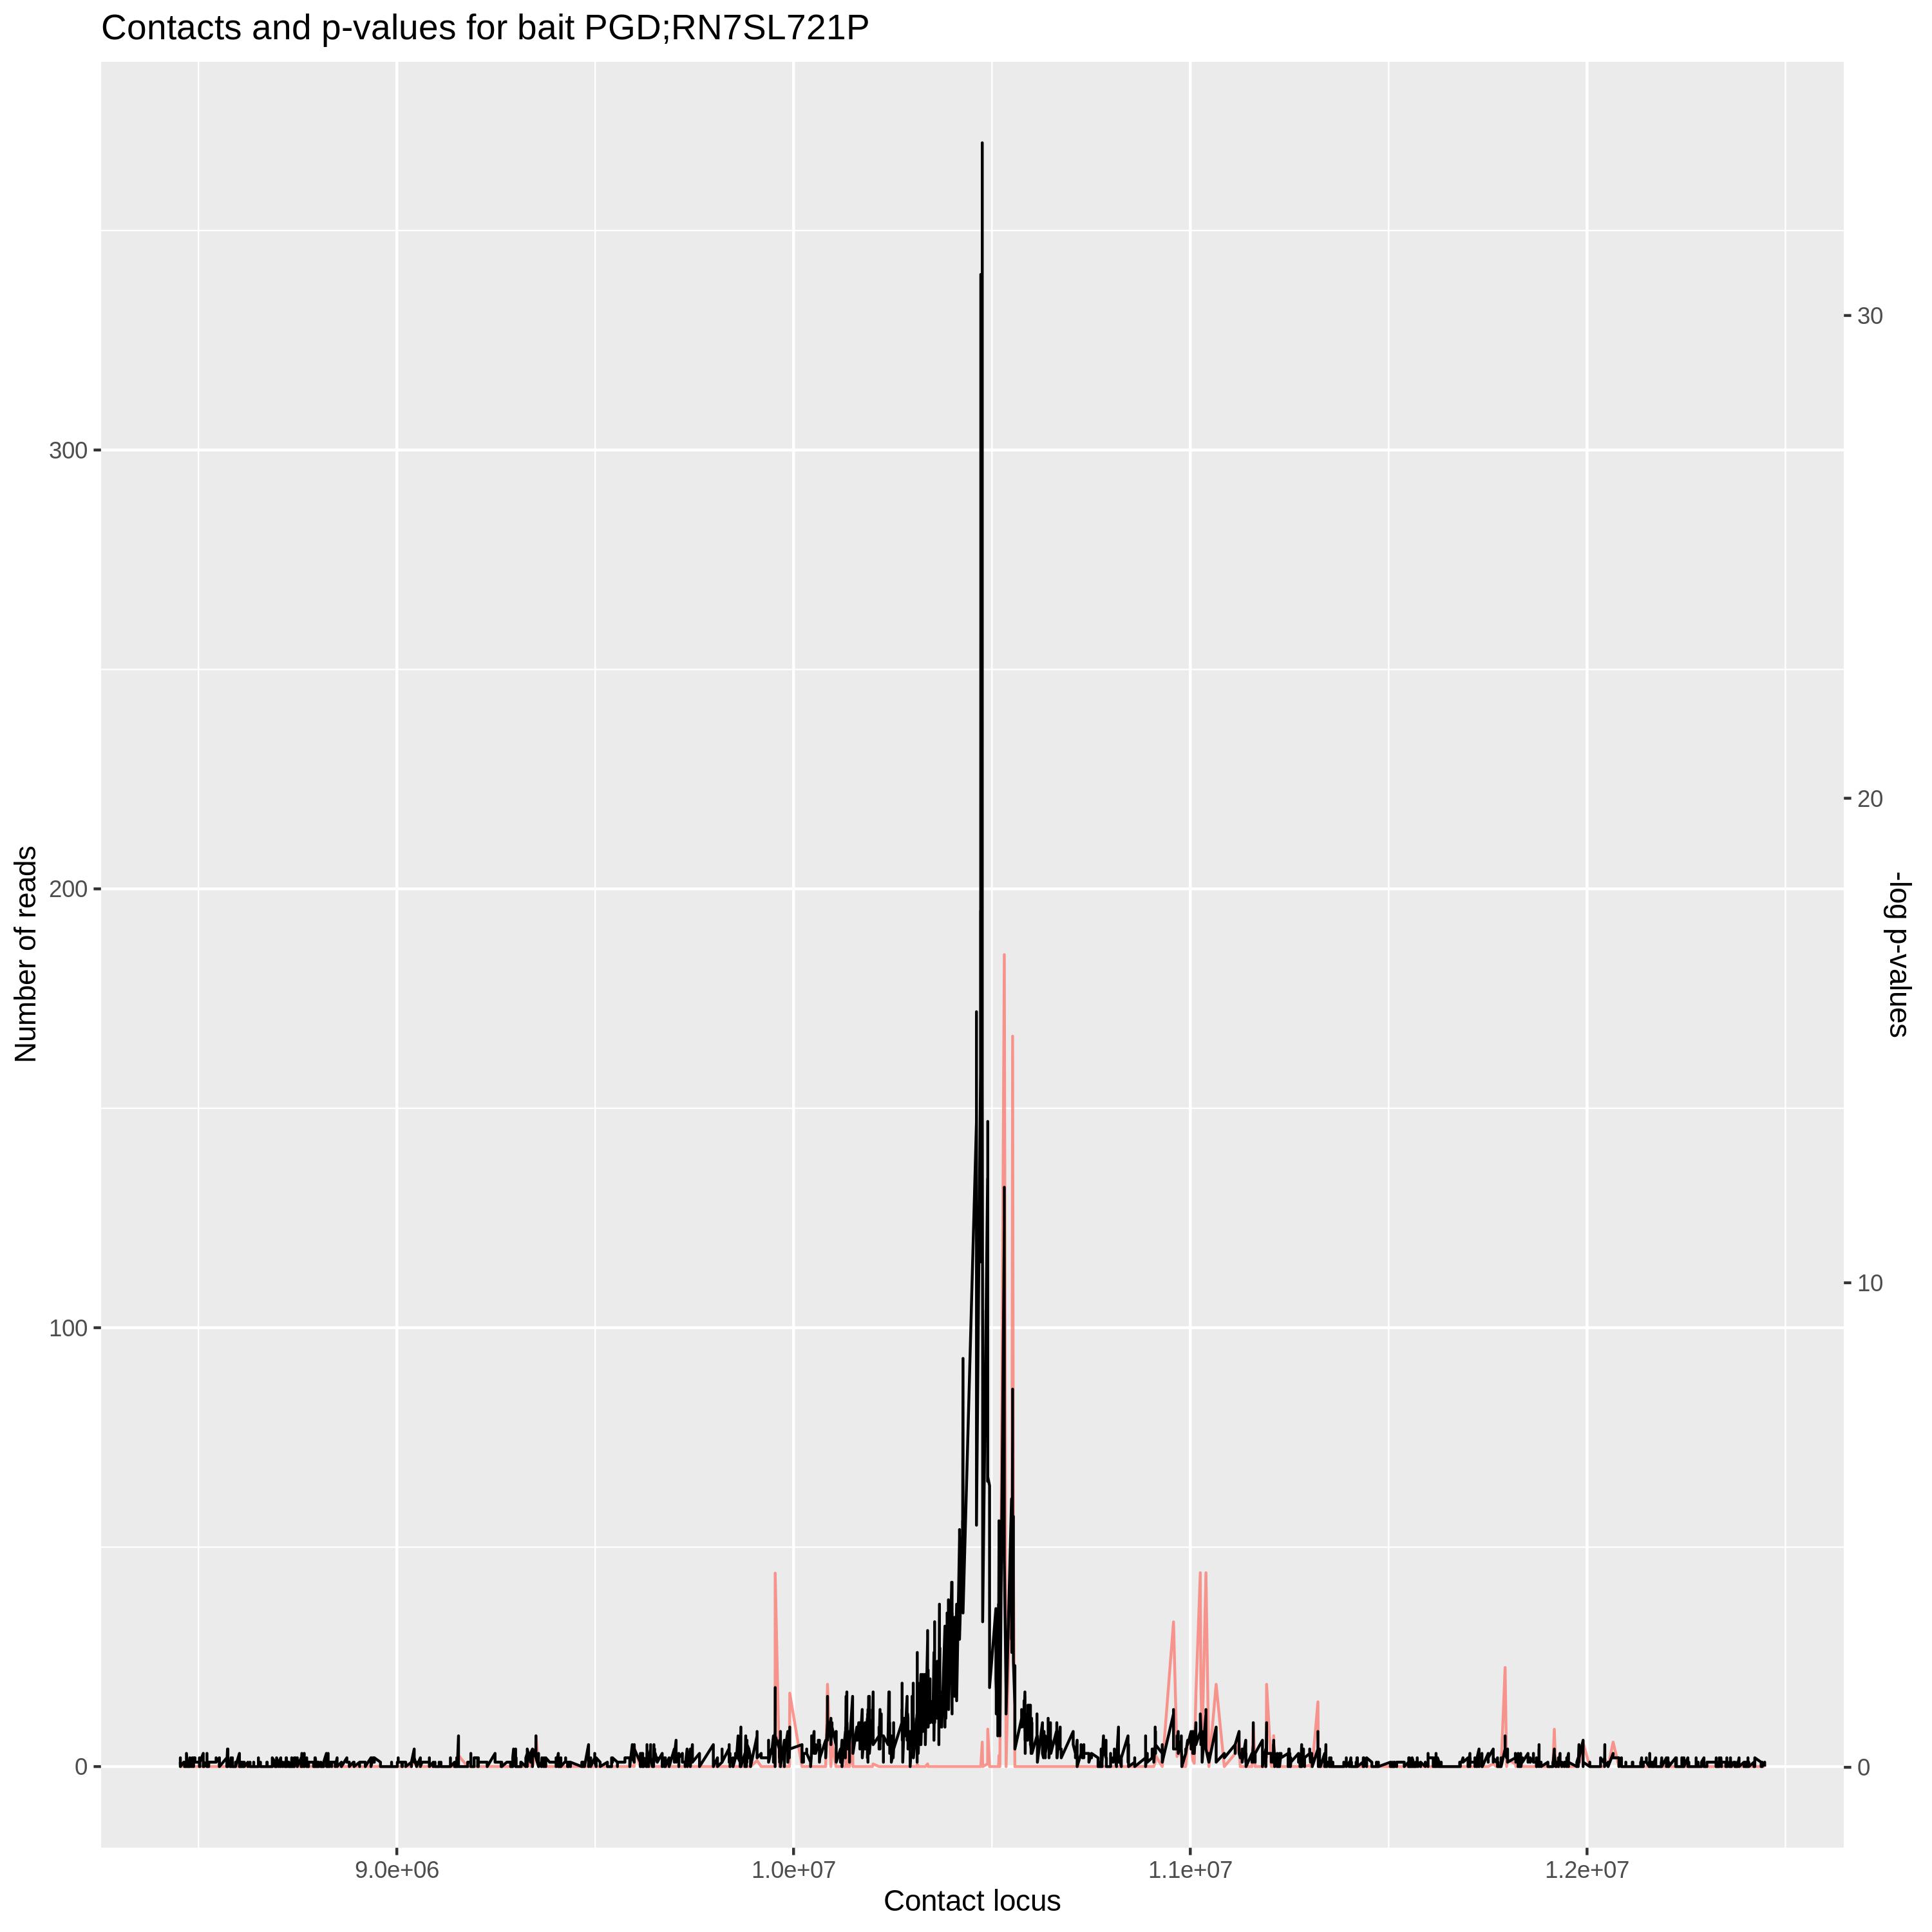 Contacts and p-values for bait PGD;RN7SL721P
300
200
100
0
Number of reads
30
20
10
0
-log p-values
9.0e+06
1.0e+07
1.1e+07
1.2e+07
Contact locus